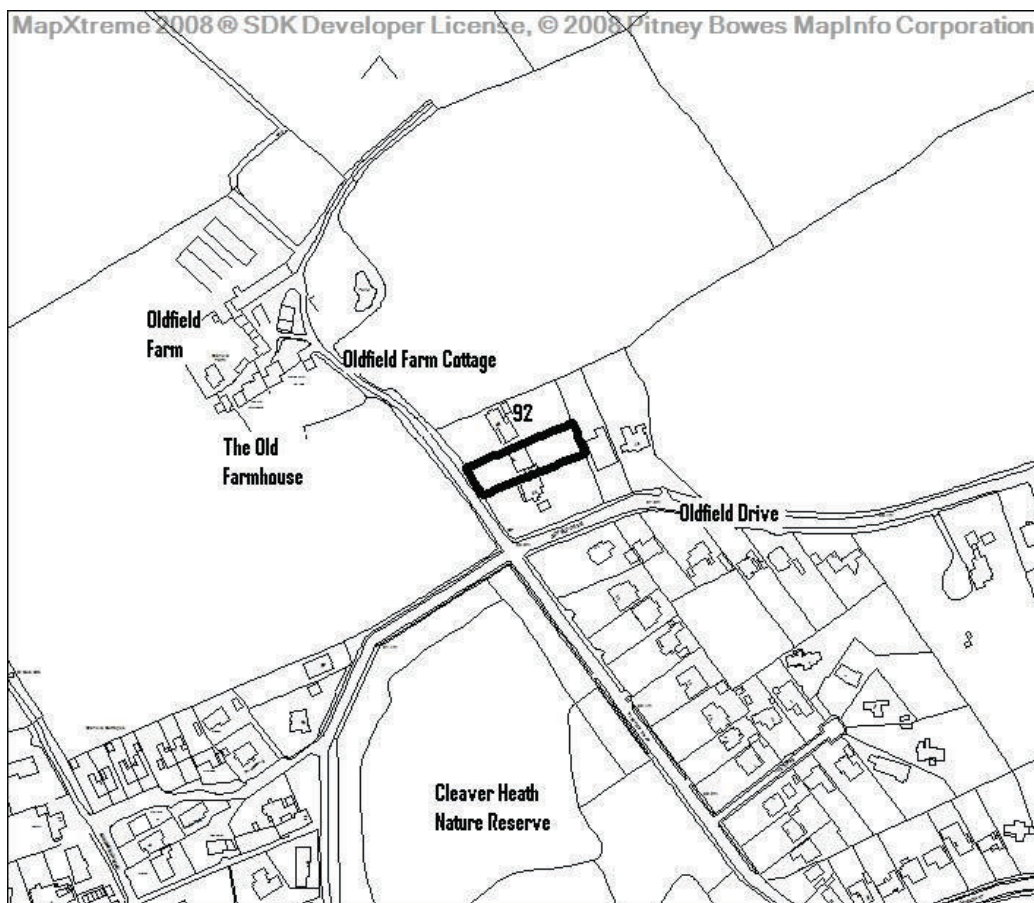 MapXtreme 2008 ® SDK Developer License, © 2008 Pitney Bowes MapInfo Corporation
Oldfield
Farm
Oldfield Farm Cottage
92
The Old
Farmhouse
Oldfield Drive
Cleaver Heath
Nature Reserve